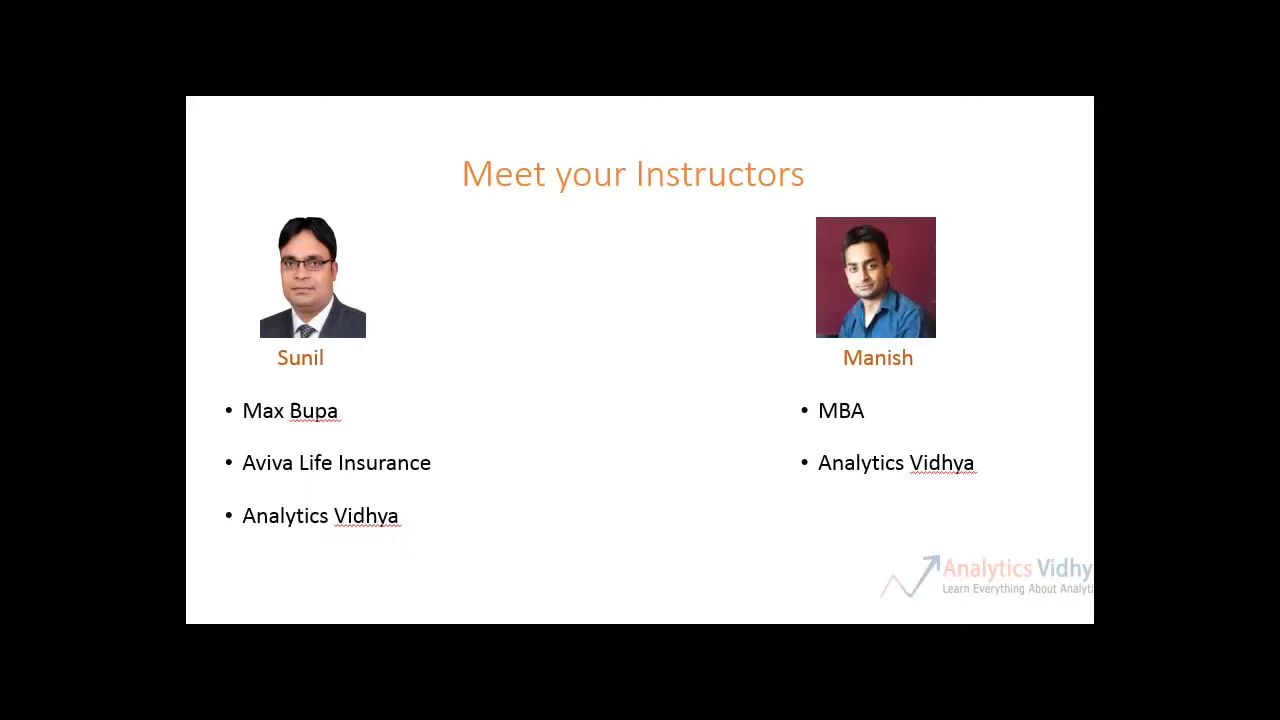 Meet your Instructors
Sunil
• Max Bupa
• Aviva Life Insurance
• Analytics Vidhya
Manish
• MBA
• Analytics Vidhya
Analytics Vidhy
Learn Everything About Analyti